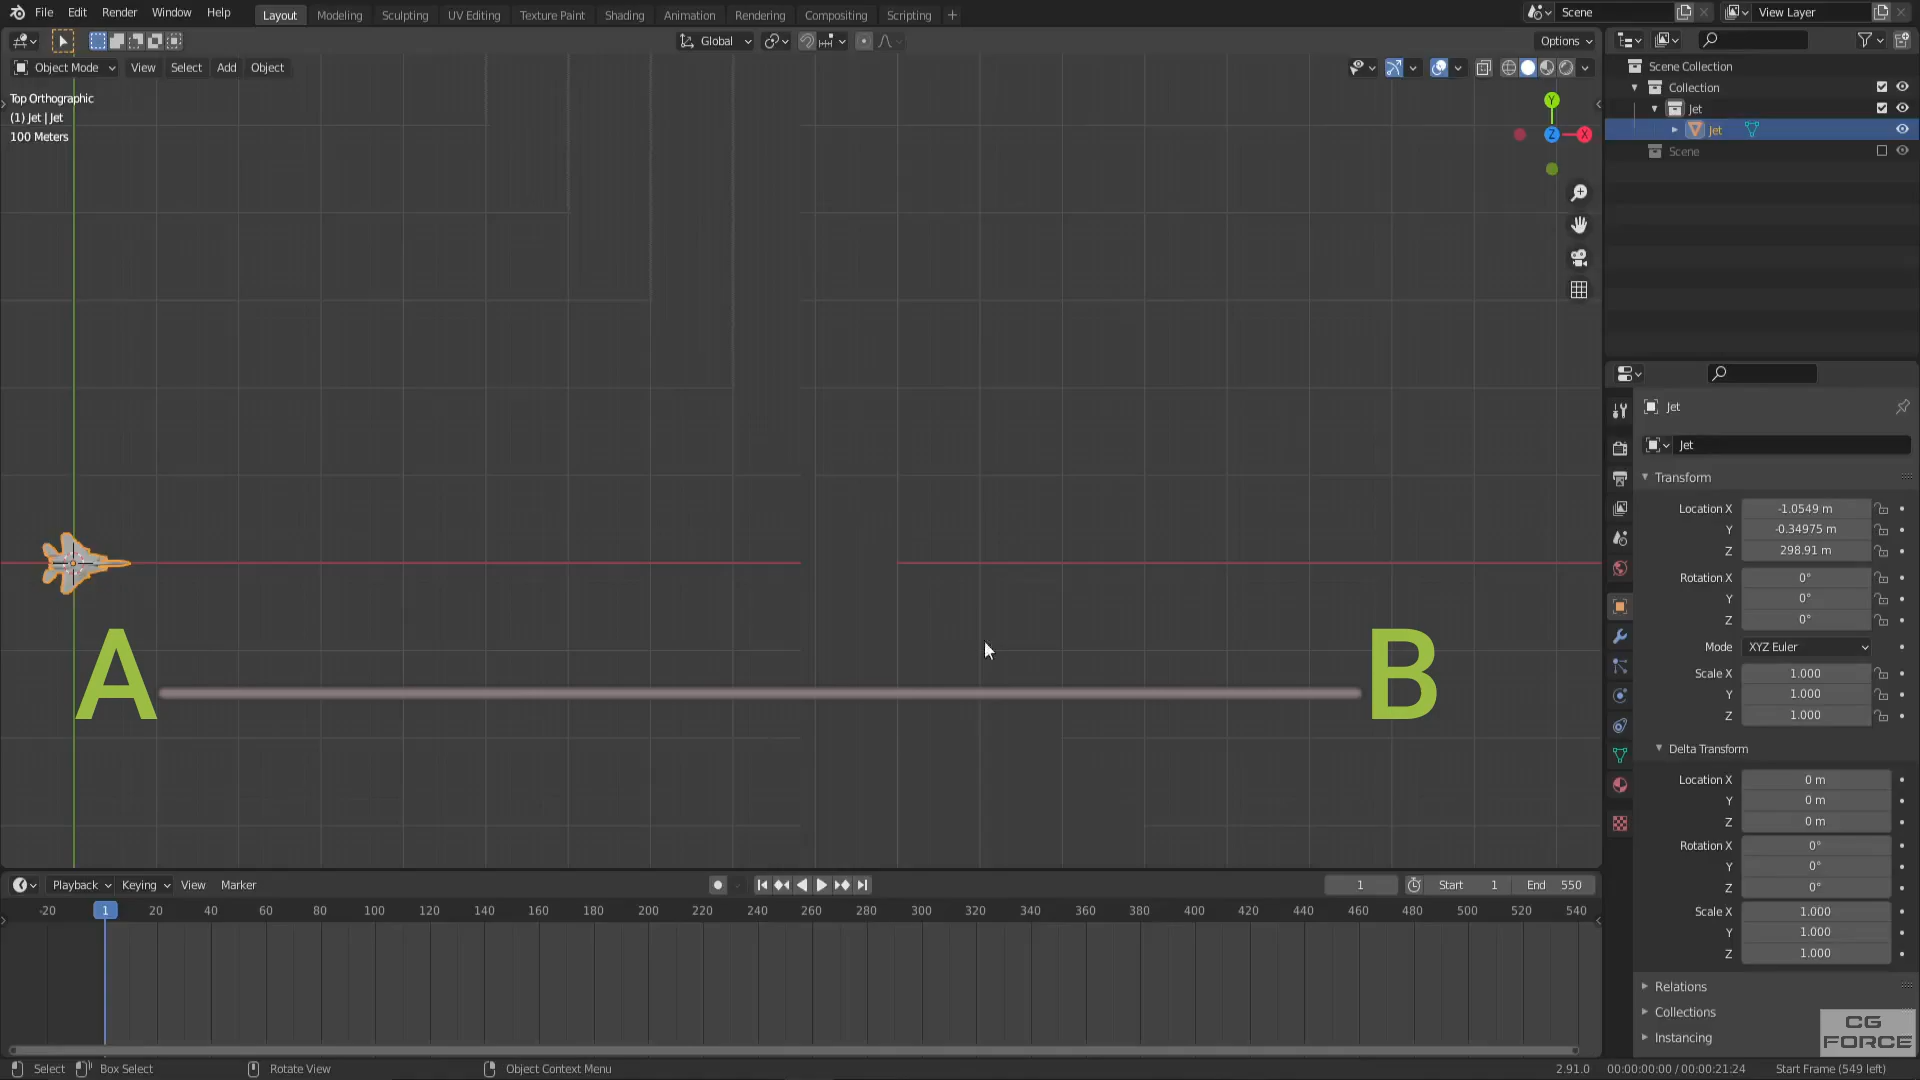 File Edit Render Window Help Layout Modeling Sculpting UV Editing Texture Paint Shading Animation Rendering Compositing Scripting + Scene View Layer
Global Options
Object Mode View Select Add Object
Top Orthographic
(1) Jet | Jet
100 Meters
Y
Z X
A B
Scene Collection
Collection
Jet
Jet
Scene
Jet
Jet
Transform
Location X -1.0549 m
Y -0.34975 m
Z 298.91 m
Rotation X 0°
Y 0°
Z 0°
Mode XYZ Euler
Scale X 1.000
Y 1.000
Z 1.000
Delta Transform
Location X 0 m
Y 0 m
Z 0 m
Rotation X 0°
Y 0°
Z 0°
Scale X 1.000
Y 1.000
Z 1.000
Relations
Collections
Instancing
Playback Keying View Marker 1 Start 1 End 550
-20 1 20 40 60 80 100 120 140 160 180 200 220 240 260 280 300 320 340 360 380 400 420 440 460 480 500 520 540
Select Box Select Rotate View Object Context Menu 2.91.0 00:00:00:00 / 00:00:21:24 Start Frame (549 left)
CG
FORCE